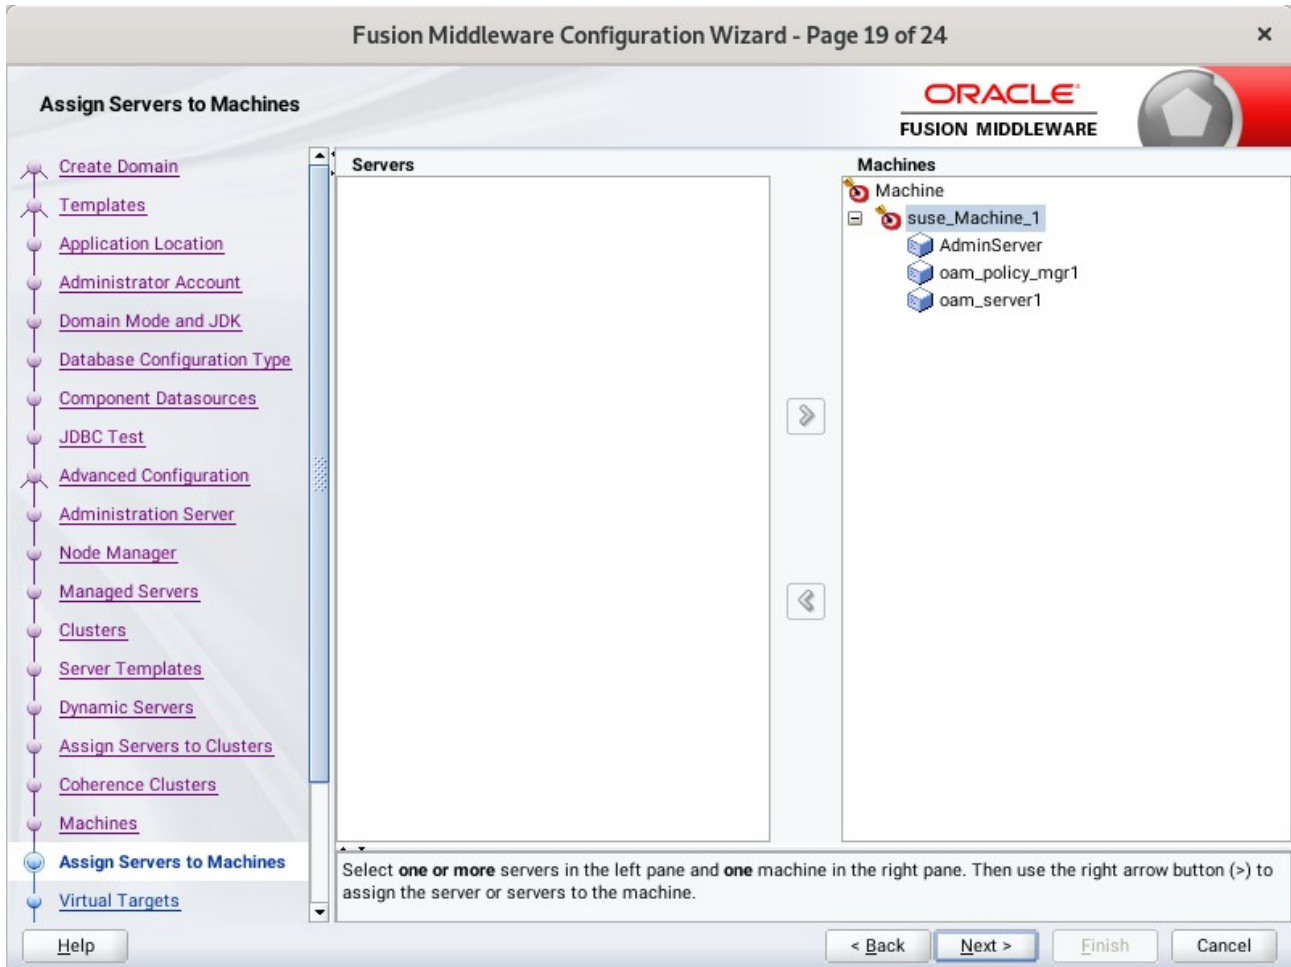 Fusion Middleware Configuration Wizard - Page 19 of 24
Assign Servers to Machines
ORACLE
FUSION MIDDLEWARE
Create Domain
Templates
Application Location
Administrator Account
Domain Mode and JDK
Database Configuration Type
Component Datasources
JDBC Test
Advanced Configuration
Administration Server
Node Manager
Managed Servers
Clusters
Server Templates
Dynamic Servers
Assign Servers to Clusters
Coherence Clusters
Machines
Assign Servers to Machines
Virtual Targets
Servers
Machines
Machine
suse_Machine_1
AdminServer
oam_policy_mgr1
oam_server1
Select one or more servers in the left pane and one machine in the right pane. Then use the right arrow button (>) to
assign the server or servers to the machine.
Help
< Back
Next >
Finish
Cancel